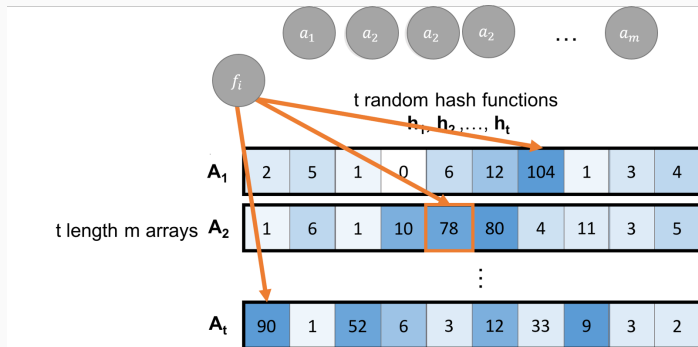 a₁ a₂ a₂ a₂ … aₘ
fᵢ
t random hash functions
h₁, h₂ ,…, hₜ
A₁ 2 5 1 0 6 12 104 1 3 4
t length m arrays A₂ 1 6 1 10 78 80 4 11 3 5
⋮
Aₜ 90 1 52 6 3 12 33 9 3 2